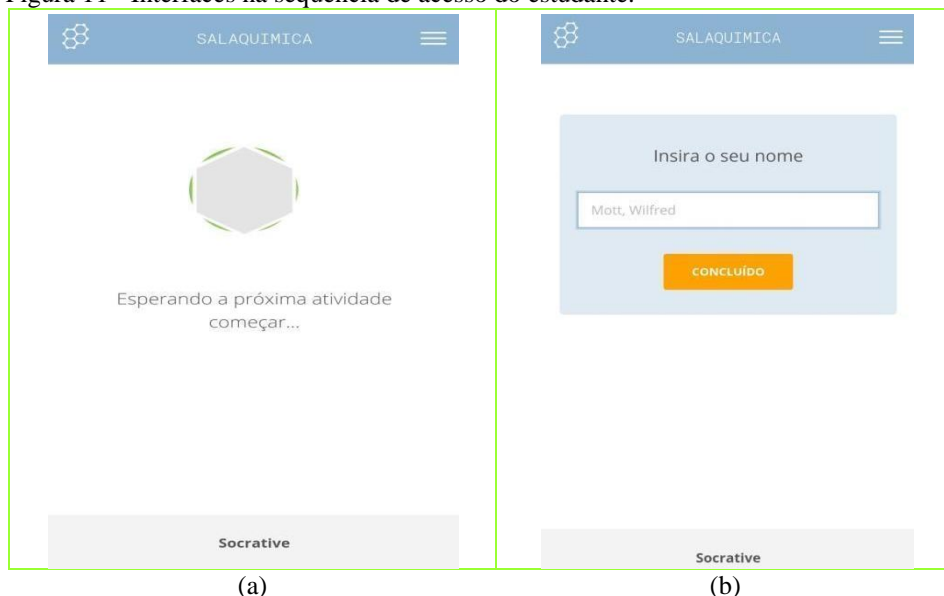 Figura 11 - Interfaces na sequência de acesso do estudante.
SALAQUIMICA
Esperando a próxima atividade
começar...
Socrative
(a)
SALAQUIMICA
Insira o seu nome
Mott, Wilfred
CONCLUÍDO
Socrative
(b)